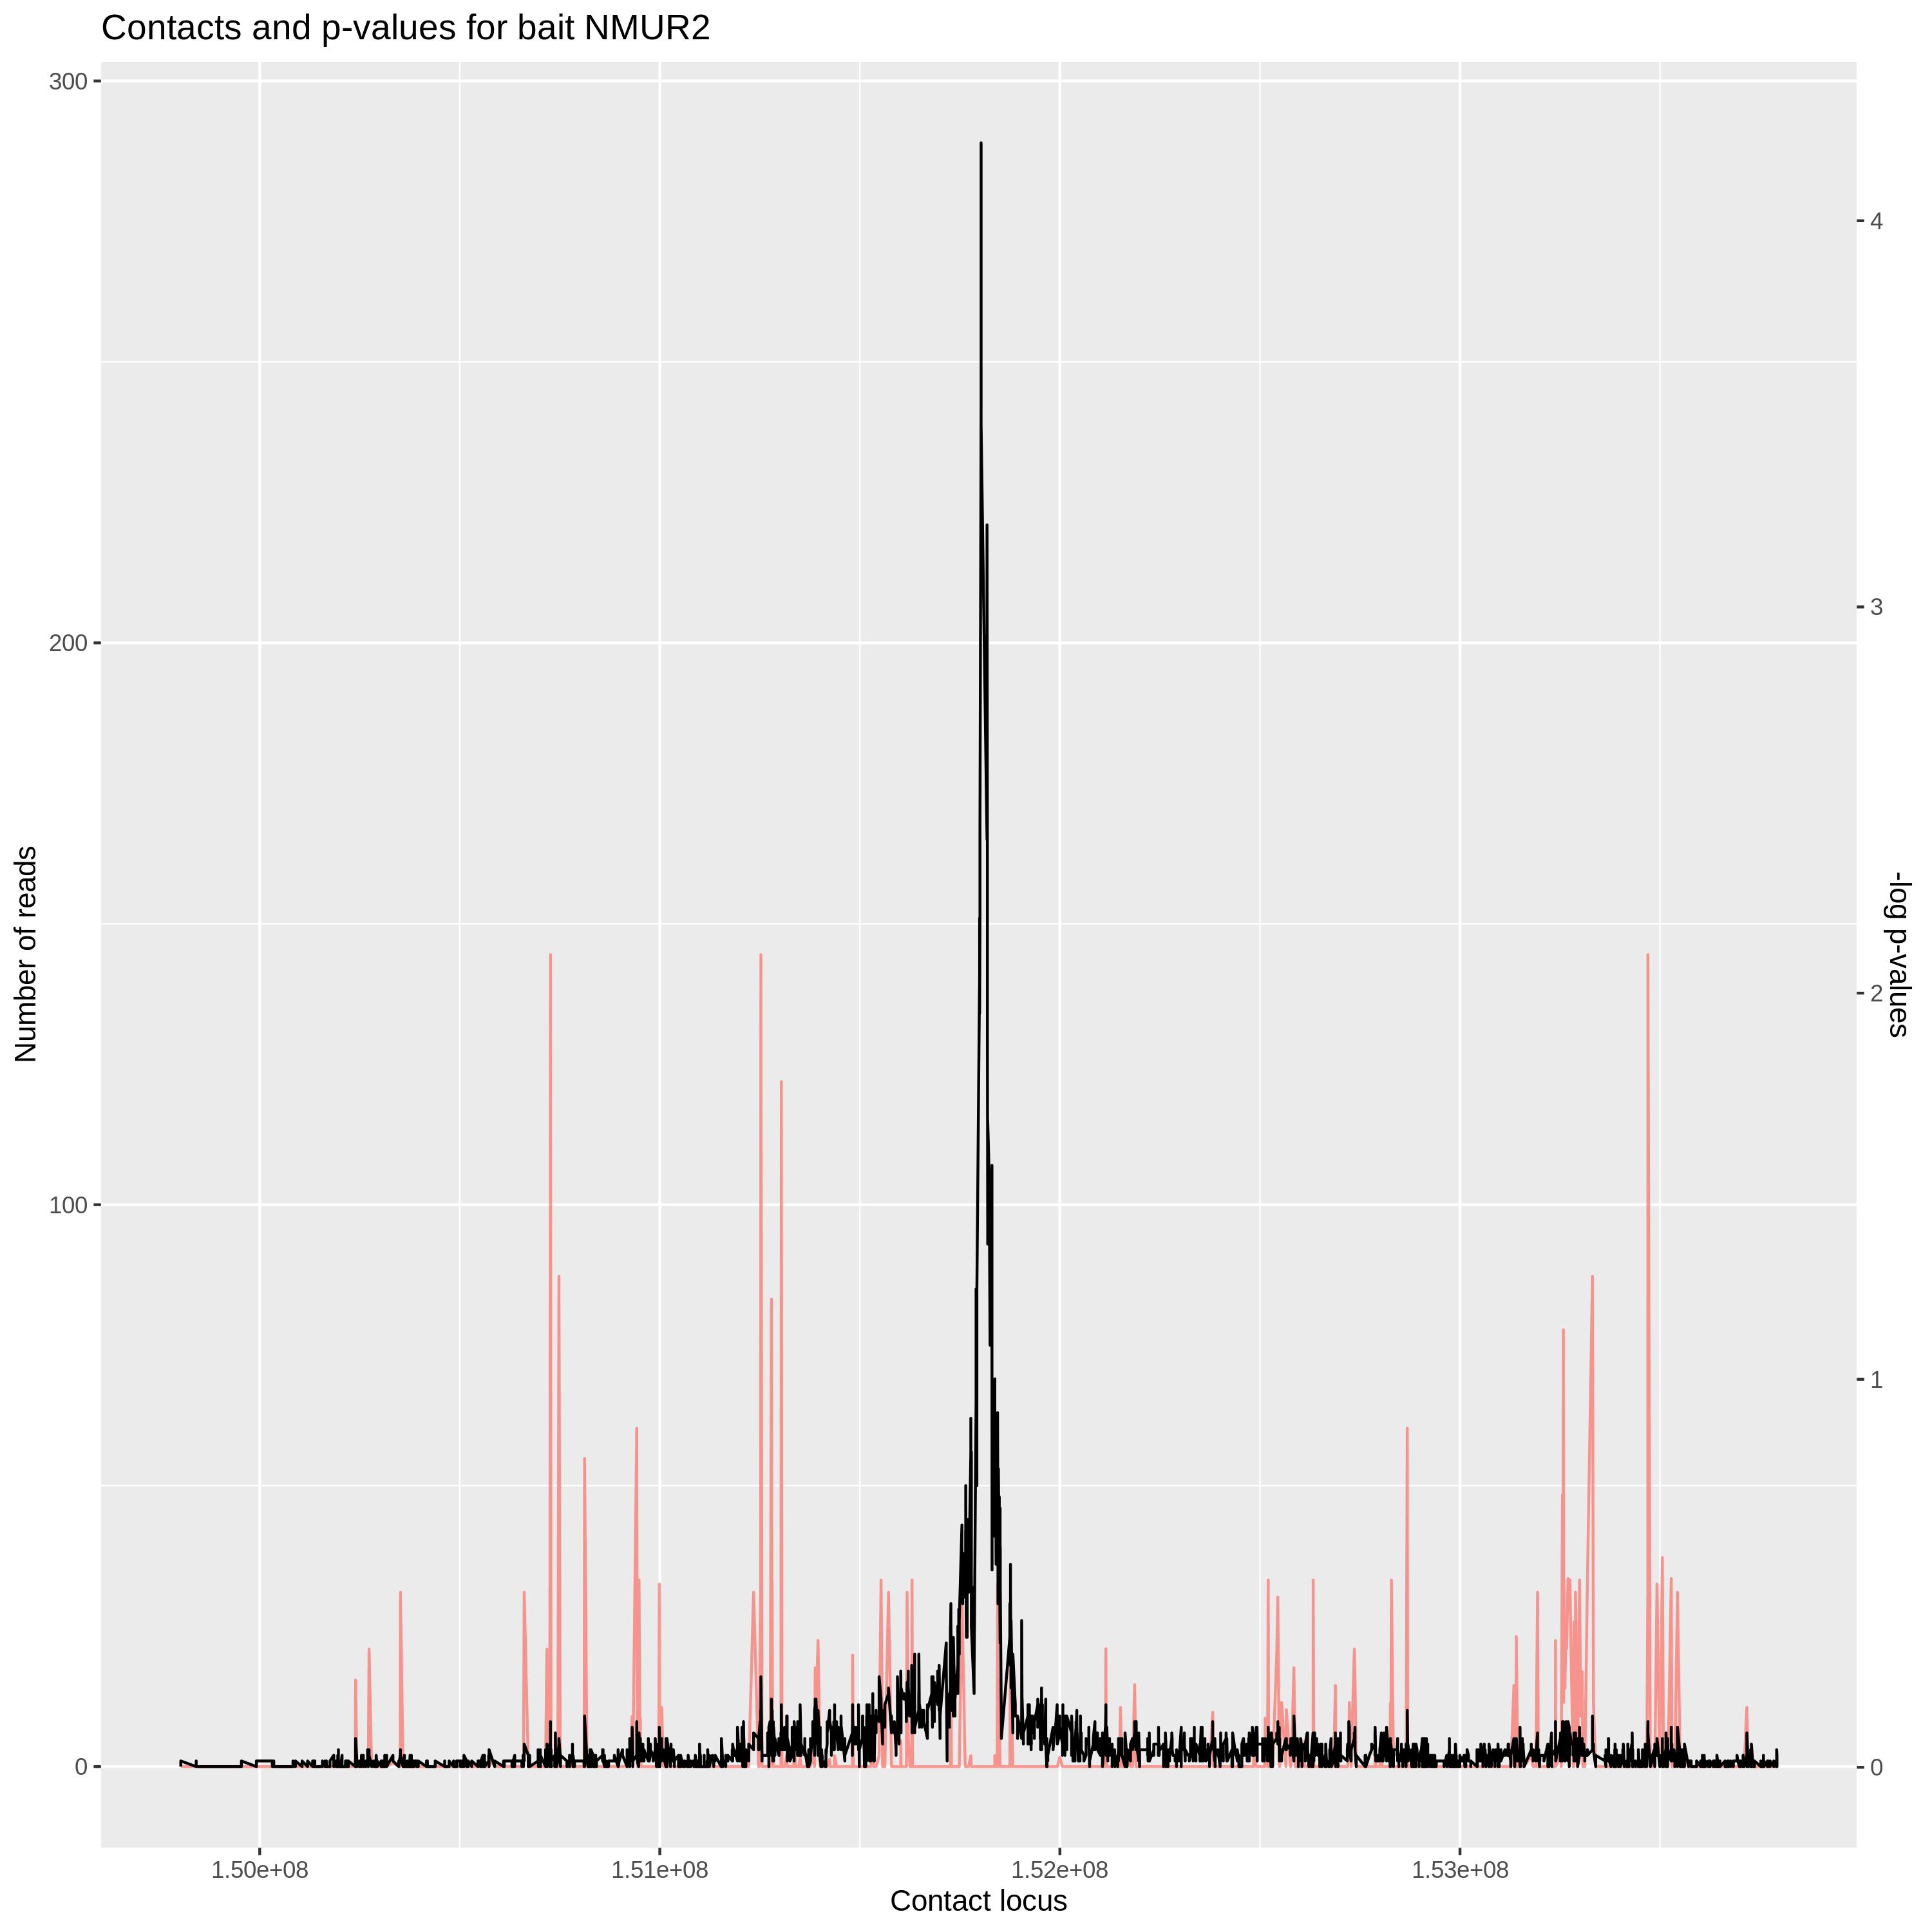 Contacts and p-values for bait NMUR2
300
200
100
0
Number of reads
4
3
2
1
0
-log p-values
1.50e+08
1.51e+08
1.52e+08
1.53e+08
Contact locus